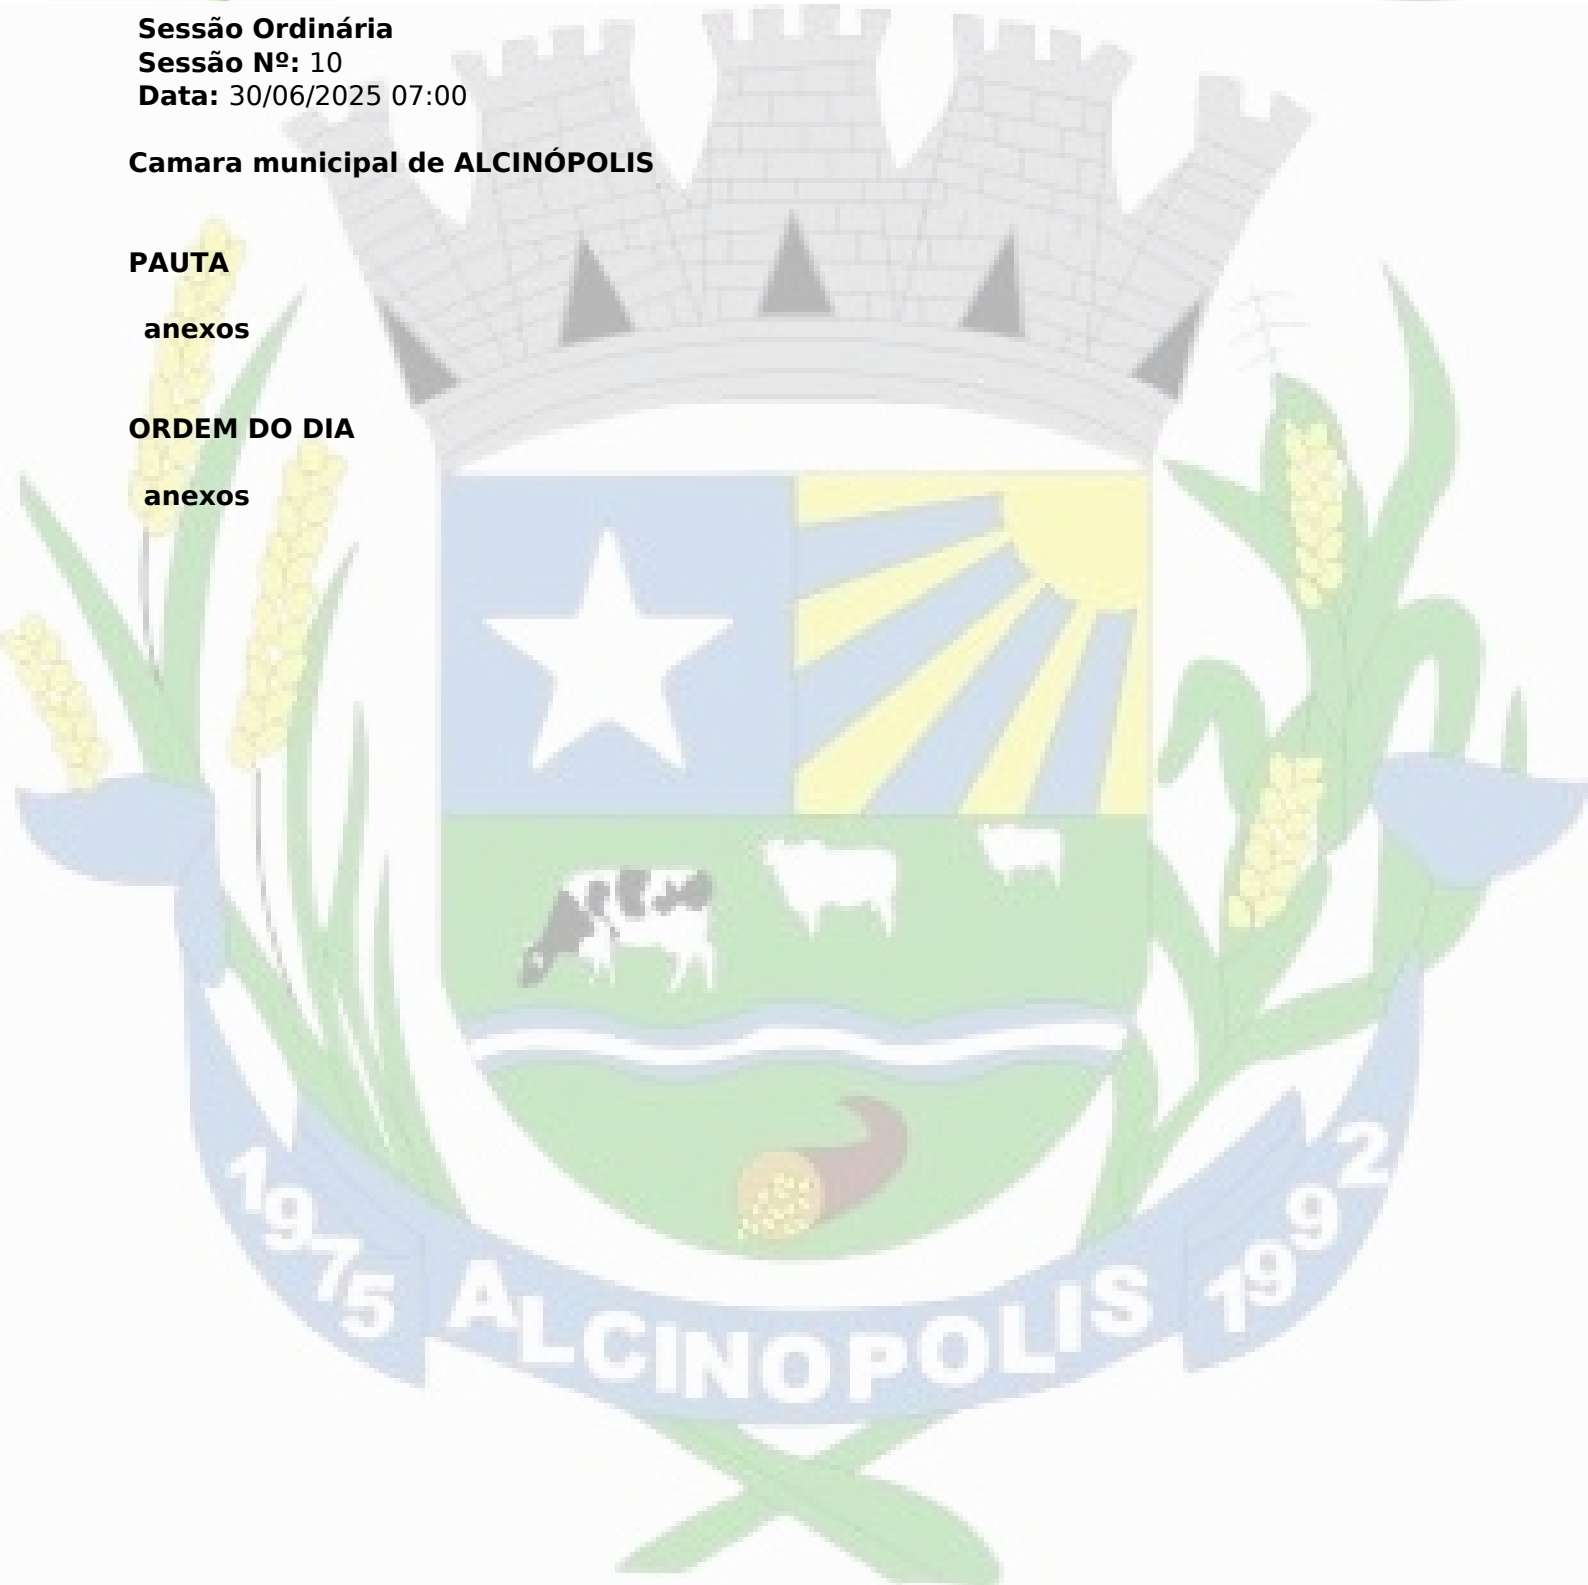 Sessão Ordinária
Sessão Nº: 10
Data: 30/06/2025 07:00
Camara municipal de ALCINÓPOLIS
PAUTA
anexos
ORDEM DO DIA
anexos
1975
ALCINOPOLIS
1992